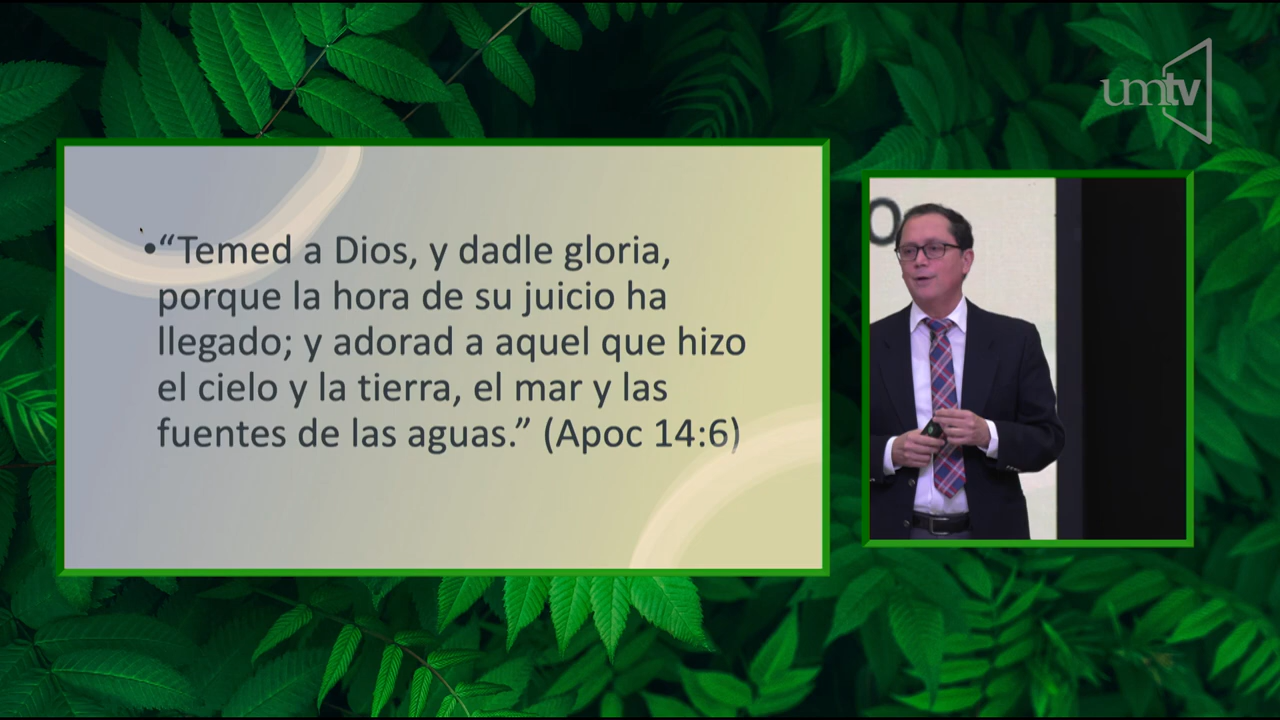 umtv
•“Temed a Dios, y dadle gloria,
porque la hora de su juicio ha
llegado; y adorad a aquel que hizo
el cielo y la tierra, el mar y las
fuentes de las aguas.” (Apoc 14:6)
o